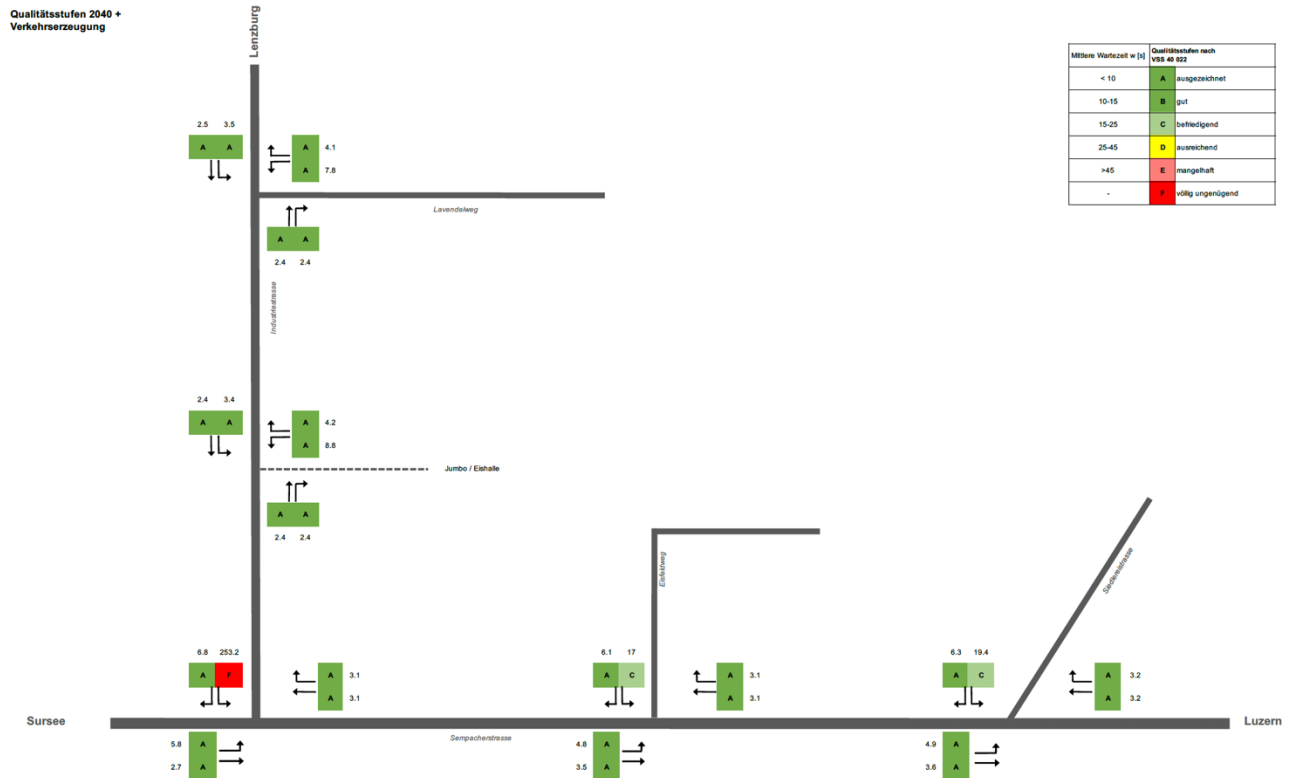 Qualitätsstufen 2040 +
Verkehrserzeugung
Lenzburg
Mittlere Wartezeit w [s]
Qualitätsstufen nach
VSS 40 022
< 10 A ausgezeichnet
10-15 B gut
15-25 C befriedigend
25-45 D ausreichend
>45 E mangelhaft
- F völlig ungenügend
2.5 3.5
A A
A 4.1
A 7.8
Lavendelweg
A A
2.4 2.4
Industriestrasse
2.4 3.4
A A
A 4.2
A 8.8
Jumbo / Eishalle
A A
2.4 2.4
Eisfeldweg
Siedlereistrasse
6.8 253.2
A F
A 3.1
A 3.1
6.1 17
A C
A 3.1
A 3.1
6.3 19.4
A C
A 3.2
A 3.2
Sursee
Luzern
Sempacherstrasse
5.8 A
2.7 A
4.8 A
3.5 A
4.9 A
3.6 A